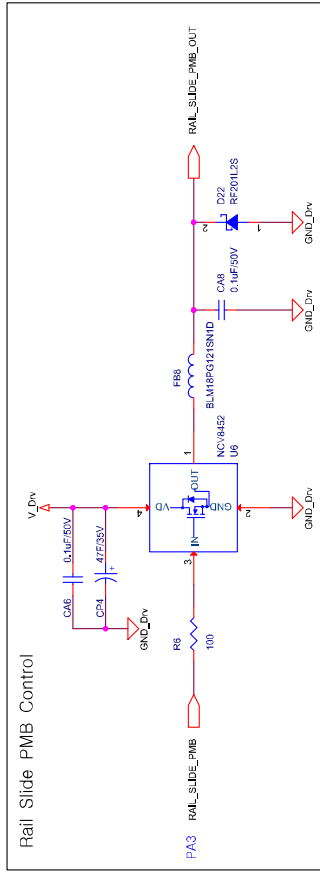 Rail Slide PMB Control
V_Drv
CA6
0.1uF/50V
CP4
47F/35V
+
GND_Drv
4
VD
IN
OUT
GND
3
1
2
NCV8452
U6
GND_Drv
PA3
RAIL_SLIDE_PMB
R6
100
FB8
BLM18PG121SN1D
CA8
0.1uF/50V
GND_Drv
D22
RF201L2S
2
1
GND_Drv
RAIL_SLIDE_PMB_OUT